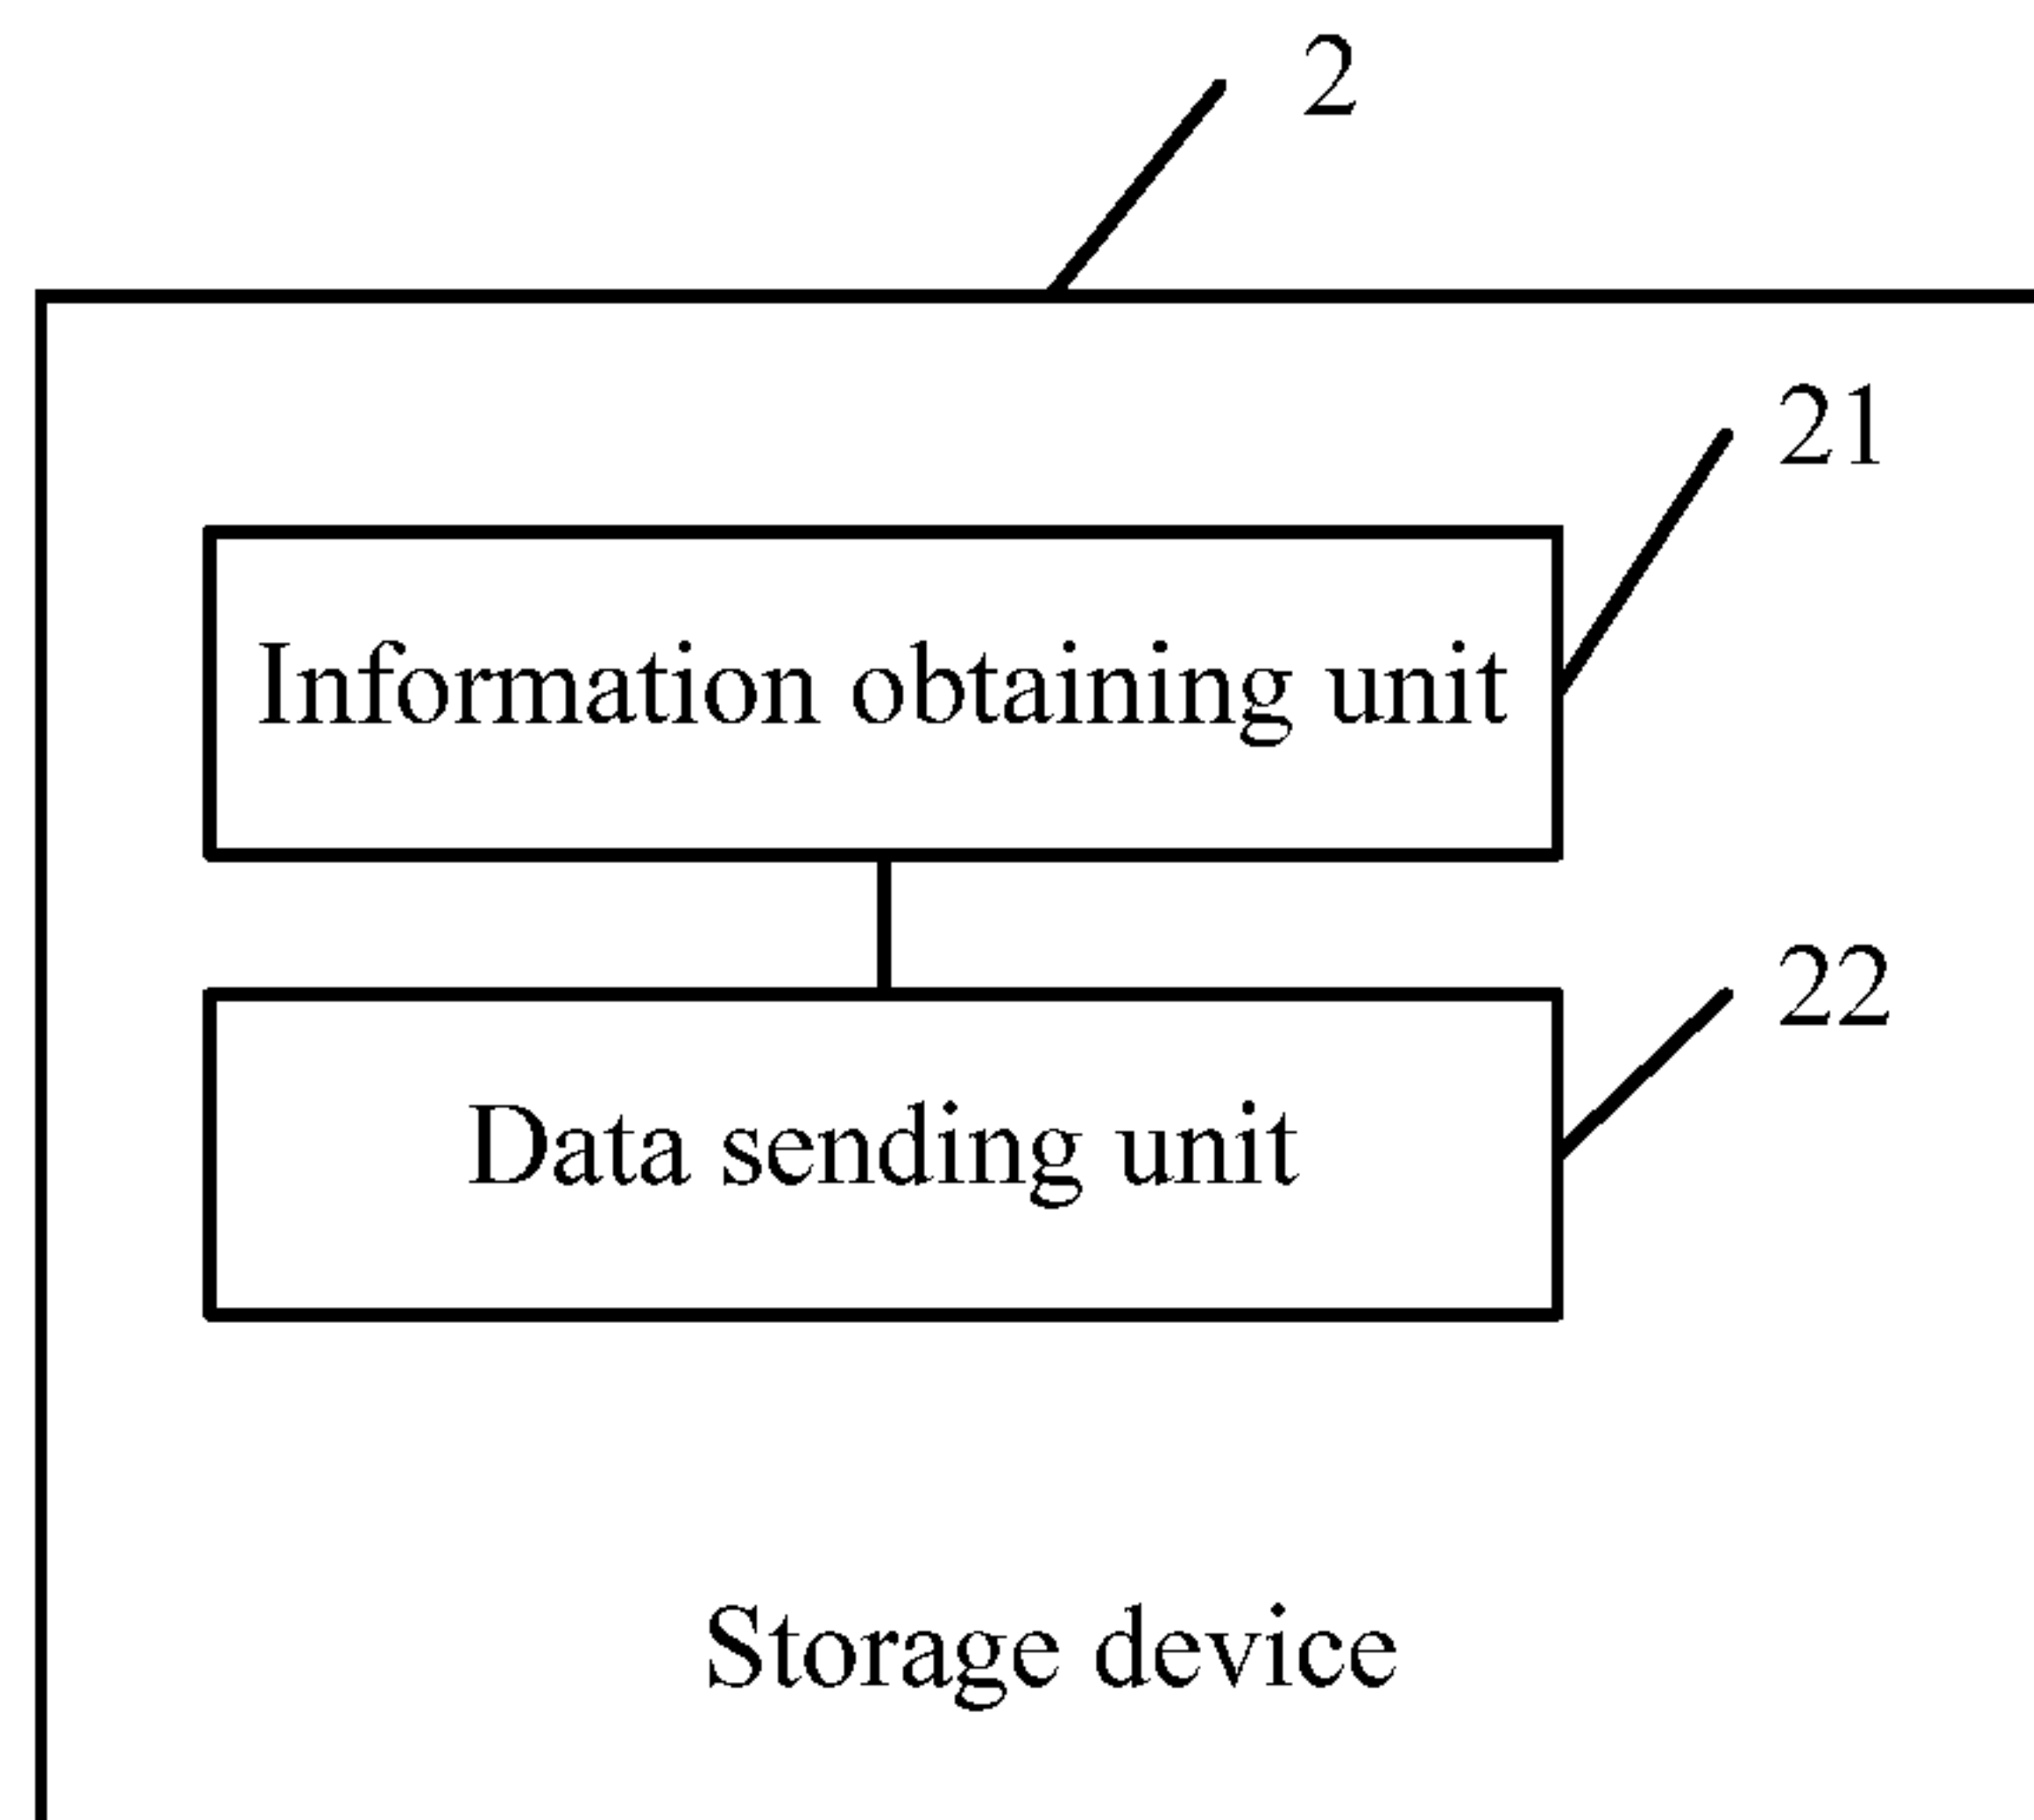 2
21
Information obtaining unit
22
Data sending unit
Storage device